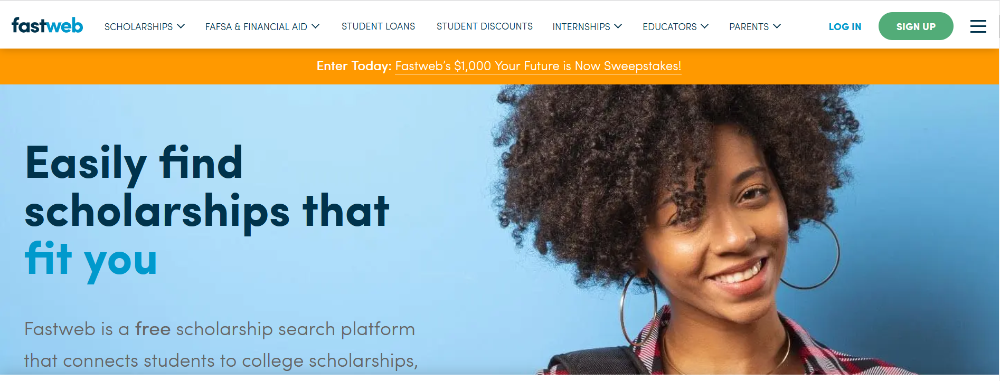 fastweb SCHOLARSHIPS FAFSA & FINANCIAL AID STUDENT LOANS STUDENT DISCOUNTS INTERNSHIPS EDUCATORS PARENTS LOG IN SIGN UP
Enter Today: Fastweb’s $1,000 Your Future is Now Sweepstakes!
Easily find
scholarships that
fit you
Fastweb is a free scholarship search platform
that connects students to college scholarships,